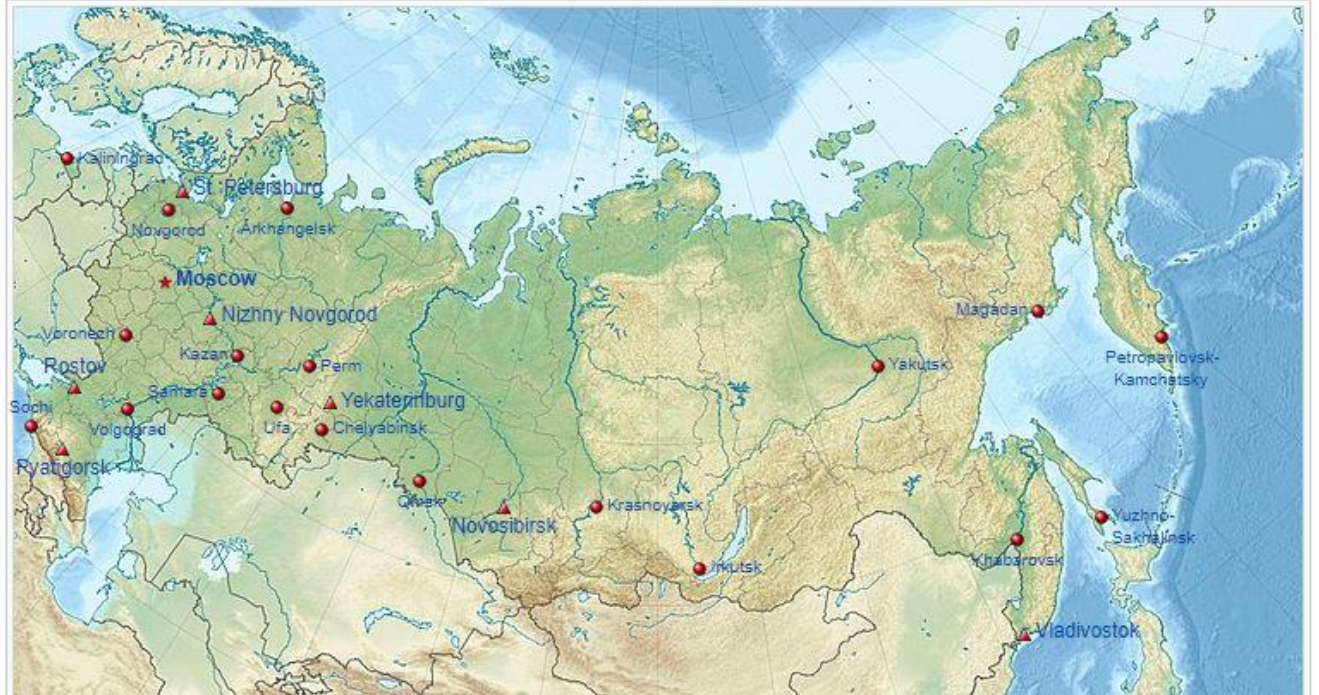 Kaliningrad
St. Petersburg
Novgorod
Arkhangelsk
Moscow
Nizhny Novgorod
Magadan
Voronezh
Kazan
Perm
Yakutsk
Petropavlovsk-
Kamchatsky
Rostov
Samara
Yekaterinburg
Sochi
Volgograd
Ufa
Chelyabinsk
Pyatigorsk
Omsk
Novosibirsk
Krasnoyarsk
Yuzhno-
Sakhalinsk
Khabarovsk
Irkutsk
Vladivostok